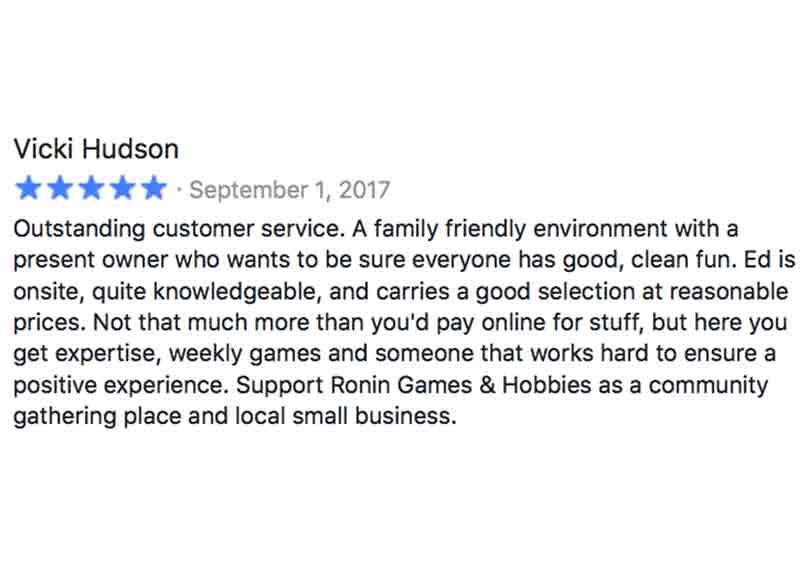 Vicki Hudson
★★★★★ · September 1, 2017
Outstanding customer service. A family friendly environment with a
present owner who wants to be sure everyone has good, clean fun. Ed is
onsite, quite knowledgeable, and carries a good selection at reasonable
prices. Not that much more than you'd pay online for stuff, but here you
get expertise, weekly games and someone that works hard to ensure a
positive experience. Support Ronin Games & Hobbies as a community
gathering place and local small business.